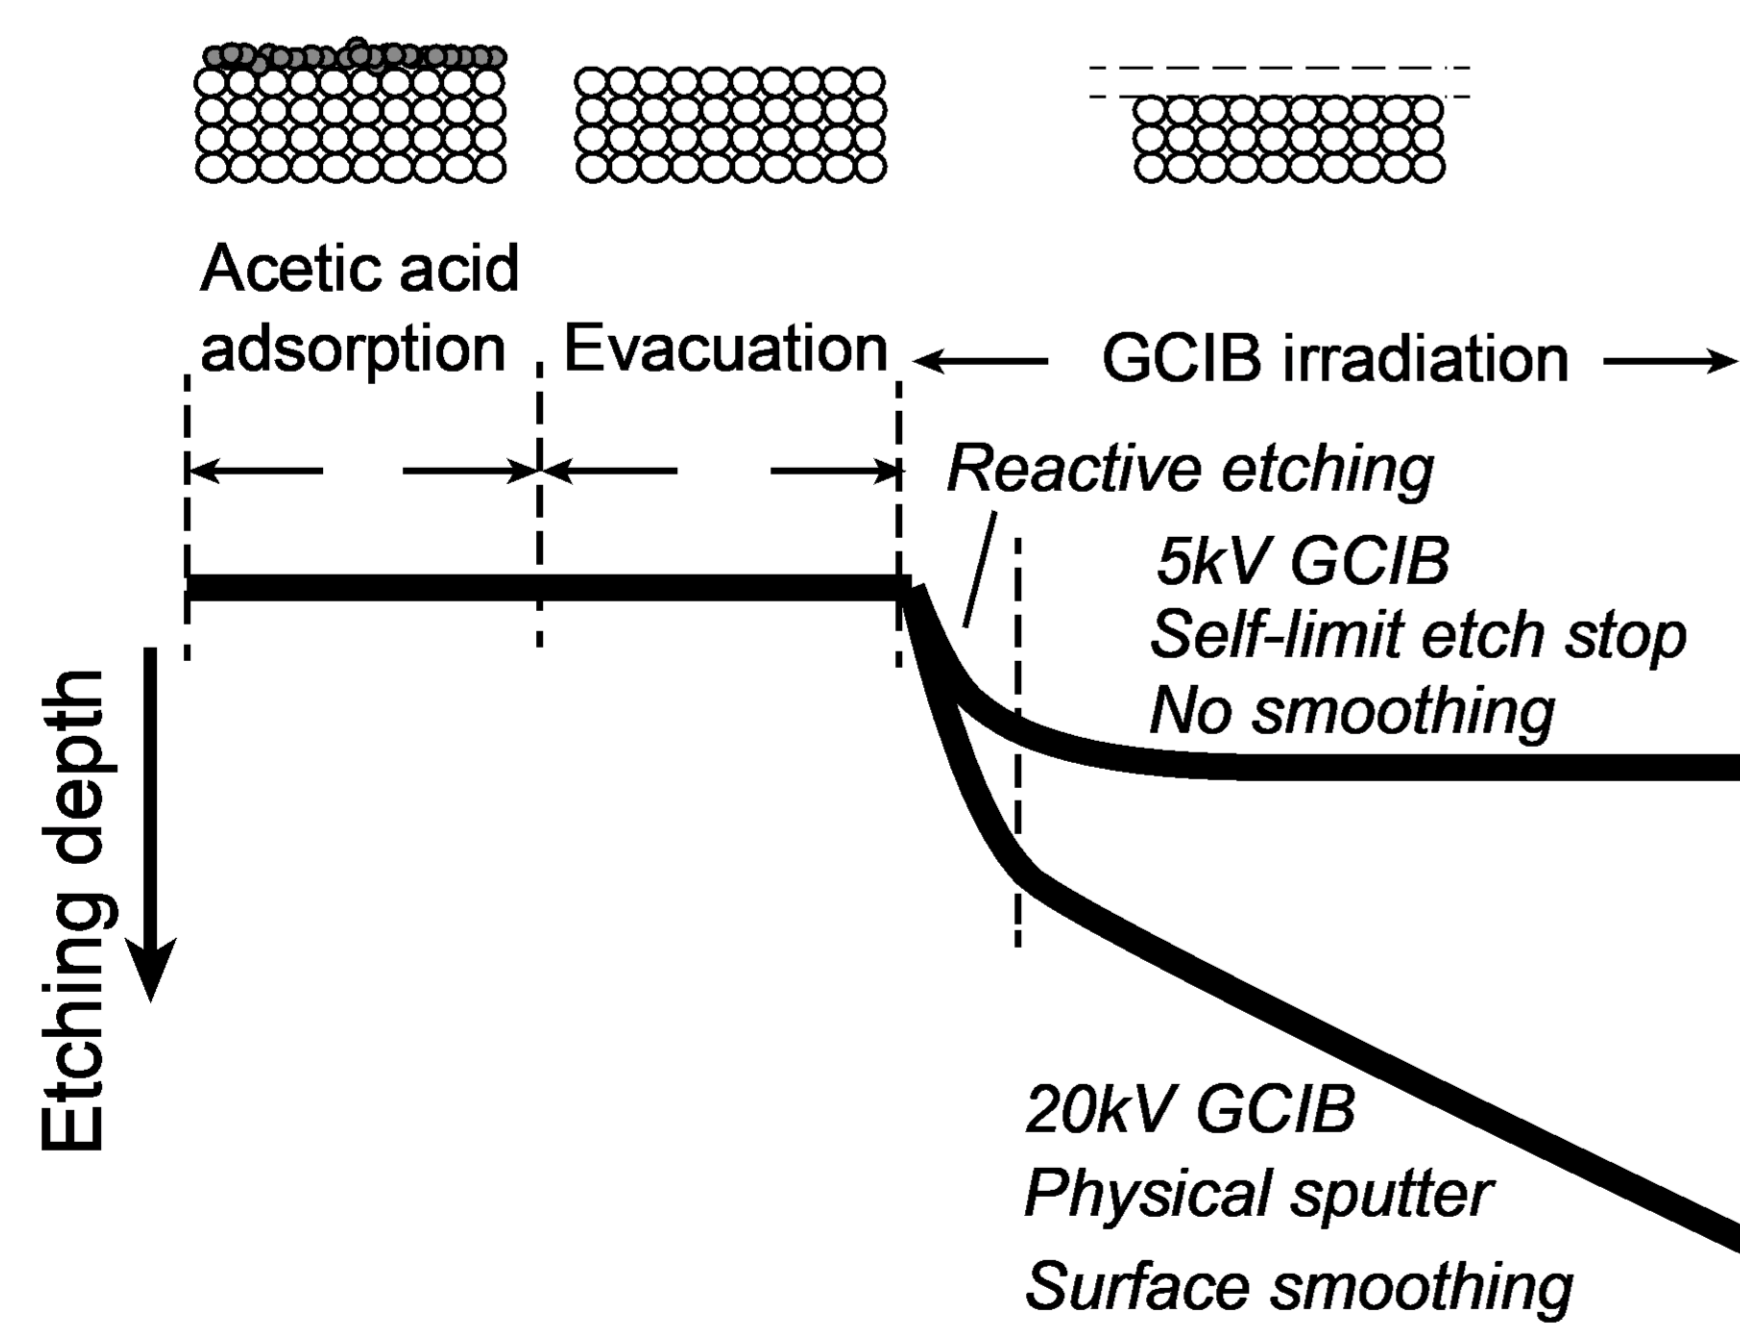 Acetic acid
adsorption
Evacuation
GCIB irradiation
Reactive etching
5kV GCIB
Self-limit etch stop
No smoothing
Etching depth
20kV GCIB
Physical sputter
Surface smoothing